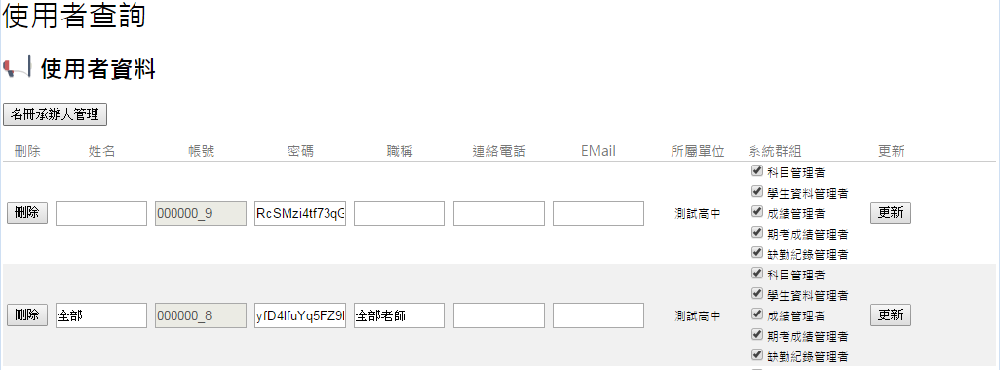 使用者查詢
使用者資料
名冊承辦人管理
刪除 姓名 帳號 密碼 職稱 連絡電話 EMail 所屬單位 系統群組 更新
科目管理者
學生資料管理者
刪除 000000_9 RcSMzi4tf73qG 測試高中 成績管理者 更新
期考成績管理者
缺勤紀錄管理者
科目管理者
學生資料管理者
刪除 全部 000000_8 全部老師 測試高中 成績管理者 更新
期考成績管理者
缺勤紀錄管理者